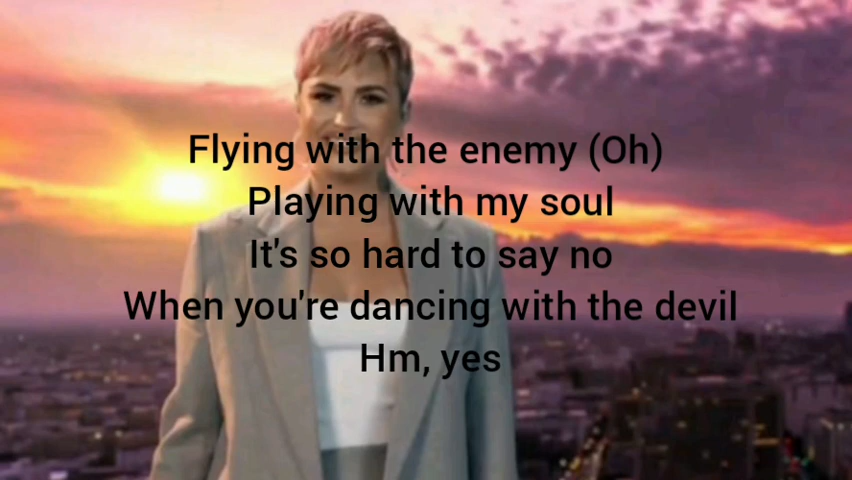 Flying with the enemy (Oh)
Playing with my soul
It's so hard to say no
When you're dancing with the devil
Hm, yes